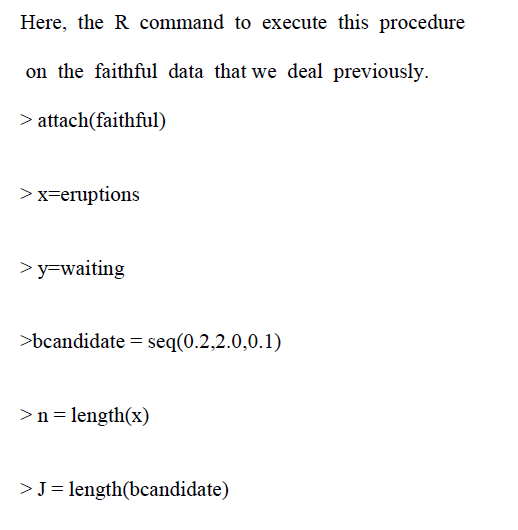 Here, the R command to execute this procedure
on the faithful data that we deal previously.
> attach(faithful)
> x=eruptions
> y=waiting
>bcandidate = seq(0.2,2.0,0.1)
> n = length(x)
> J = length(bcandidate)